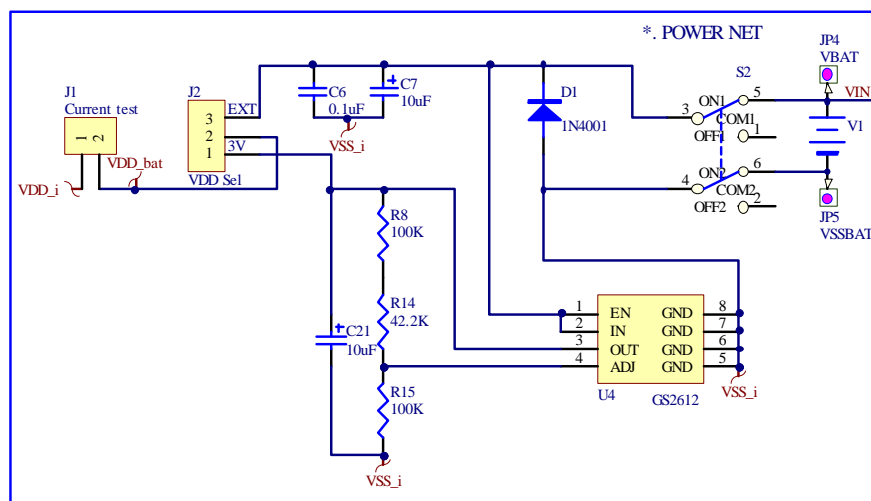 *. POWER NET
J1
Current test
1
2
VDD_i
VDD_bat
J2
EXT
3
2
3V
1
VDD Sel
C6
0.1uF
C7
10uF
VSS_i
D1
1N4001
S2
ON1
3
5
COM1
OFF1
1
ON2
4
6
COM2
OFF2
2
JP4
VBAT
VIN
V1
JP5
VSSBAT
R8
100K
R14
42.2K
C21
10uF
R15
100K
VSS_i
1 EN GND 8
2 IN GND 7
3 OUT GND 6
4 ADJ GND 5
U4
GS2612
VSS_i